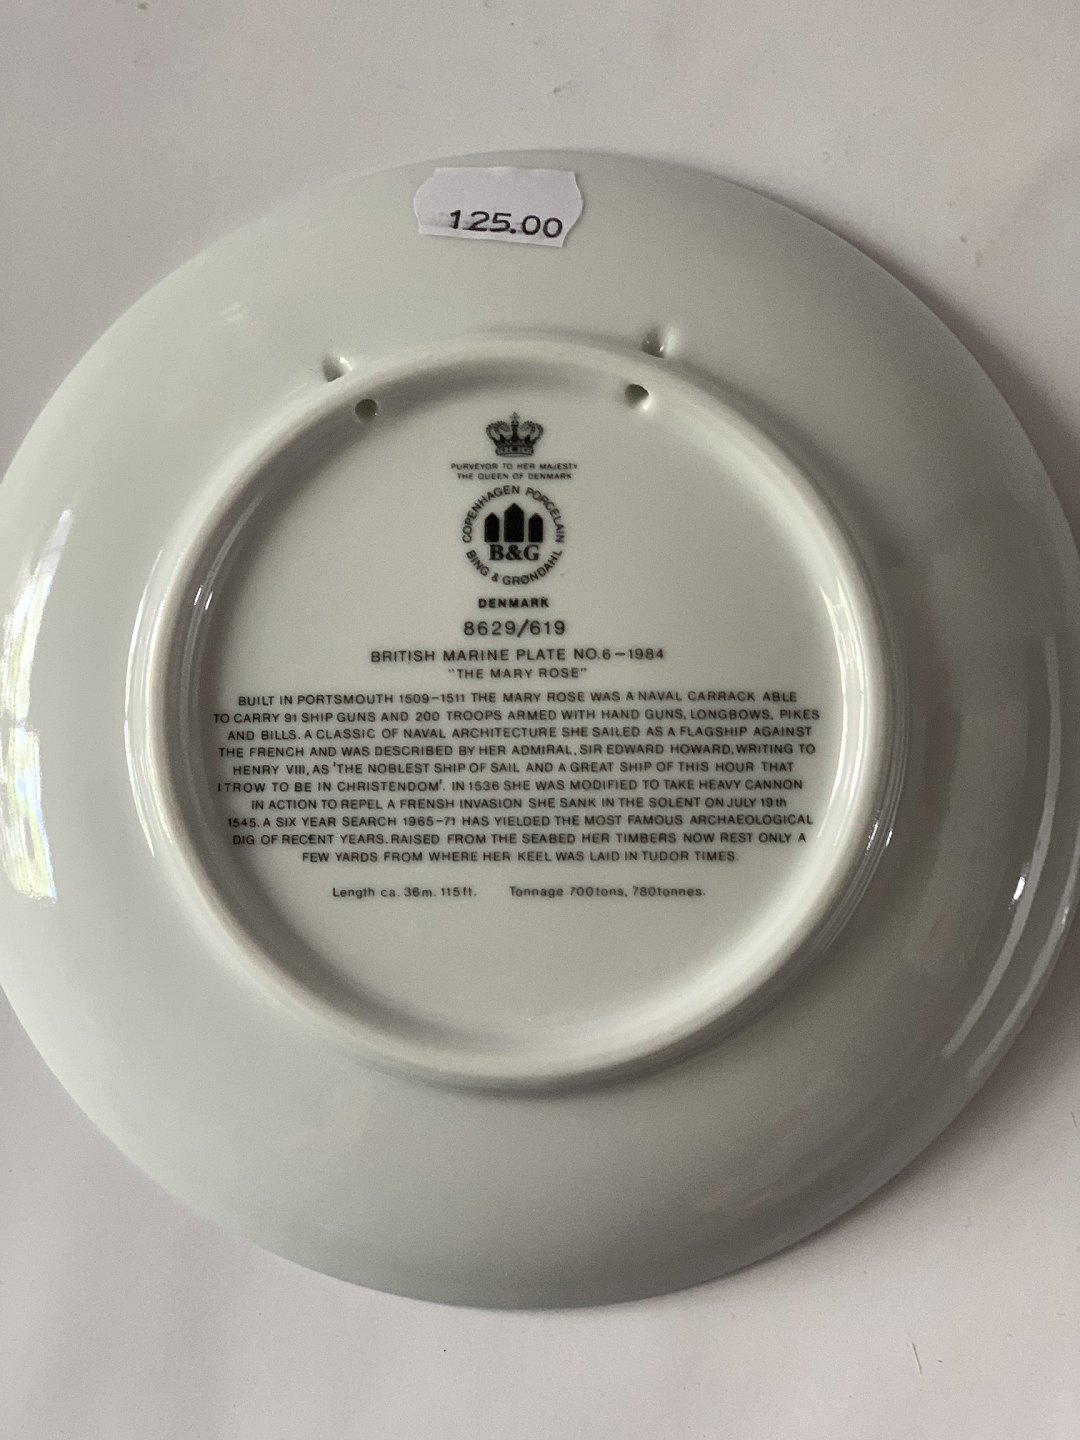 125.00
PURVEYOR TO HER MAJESTY
THE QUEEN OF DENMARK
COPENHAGEN PORCELAIN
B&G
BING & GRØNDAHL
DENMARK
8629/619
BRITISH MARINE PLATE NO.6-1984
"THE MARY ROSE"
BUILT IN PORTSMOUTH 1509-1511 THE MARY ROSE WAS A NAVAL CARRACK ABLE
TO CARRY 91 SHIP GUNS AND 200 TROOPS ARMED WITH HAND GUNS, LONGBOWS, PIKES
AND BILLS. A CLASSIC OF NAVAL ARCHITECTURE SHE SAILED AS A FLAGSHIP AGAINST
THE FRENCH AND WAS DESCRIBED BY HER ADMIRAL, SIR EDWARD HOWARD, WRITING TO
HENRY VIII, AS 'THE NOBLEST SHIP OF SAIL AND A GREAT SHIP OF THIS HOUR THAT
I TROW TO BE IN CHRISTENDOM'. IN 1536 SHE WAS MODIFIED TO TAKE HEAVY CANNON
IN ACTION TO REPEL A FRENSH INVASION SHE SANK IN THE SOLENT ON JULY 19th
1545. A SIX YEAR SEARCH 1965-71 HAS YIELDED THE MOST FAMOUS ARCHAEOLOGICAL
DIG OF RECENT YEARS. RAISED FROM THE SEABED HER TIMBERS NOW REST ONLY A
FEW YARDS FROM WHERE HER KEEL WAS LAID IN TUDOR TIMES.
Length ca. 36m. 115ft. Tonnage 700tons, 780tonnes.